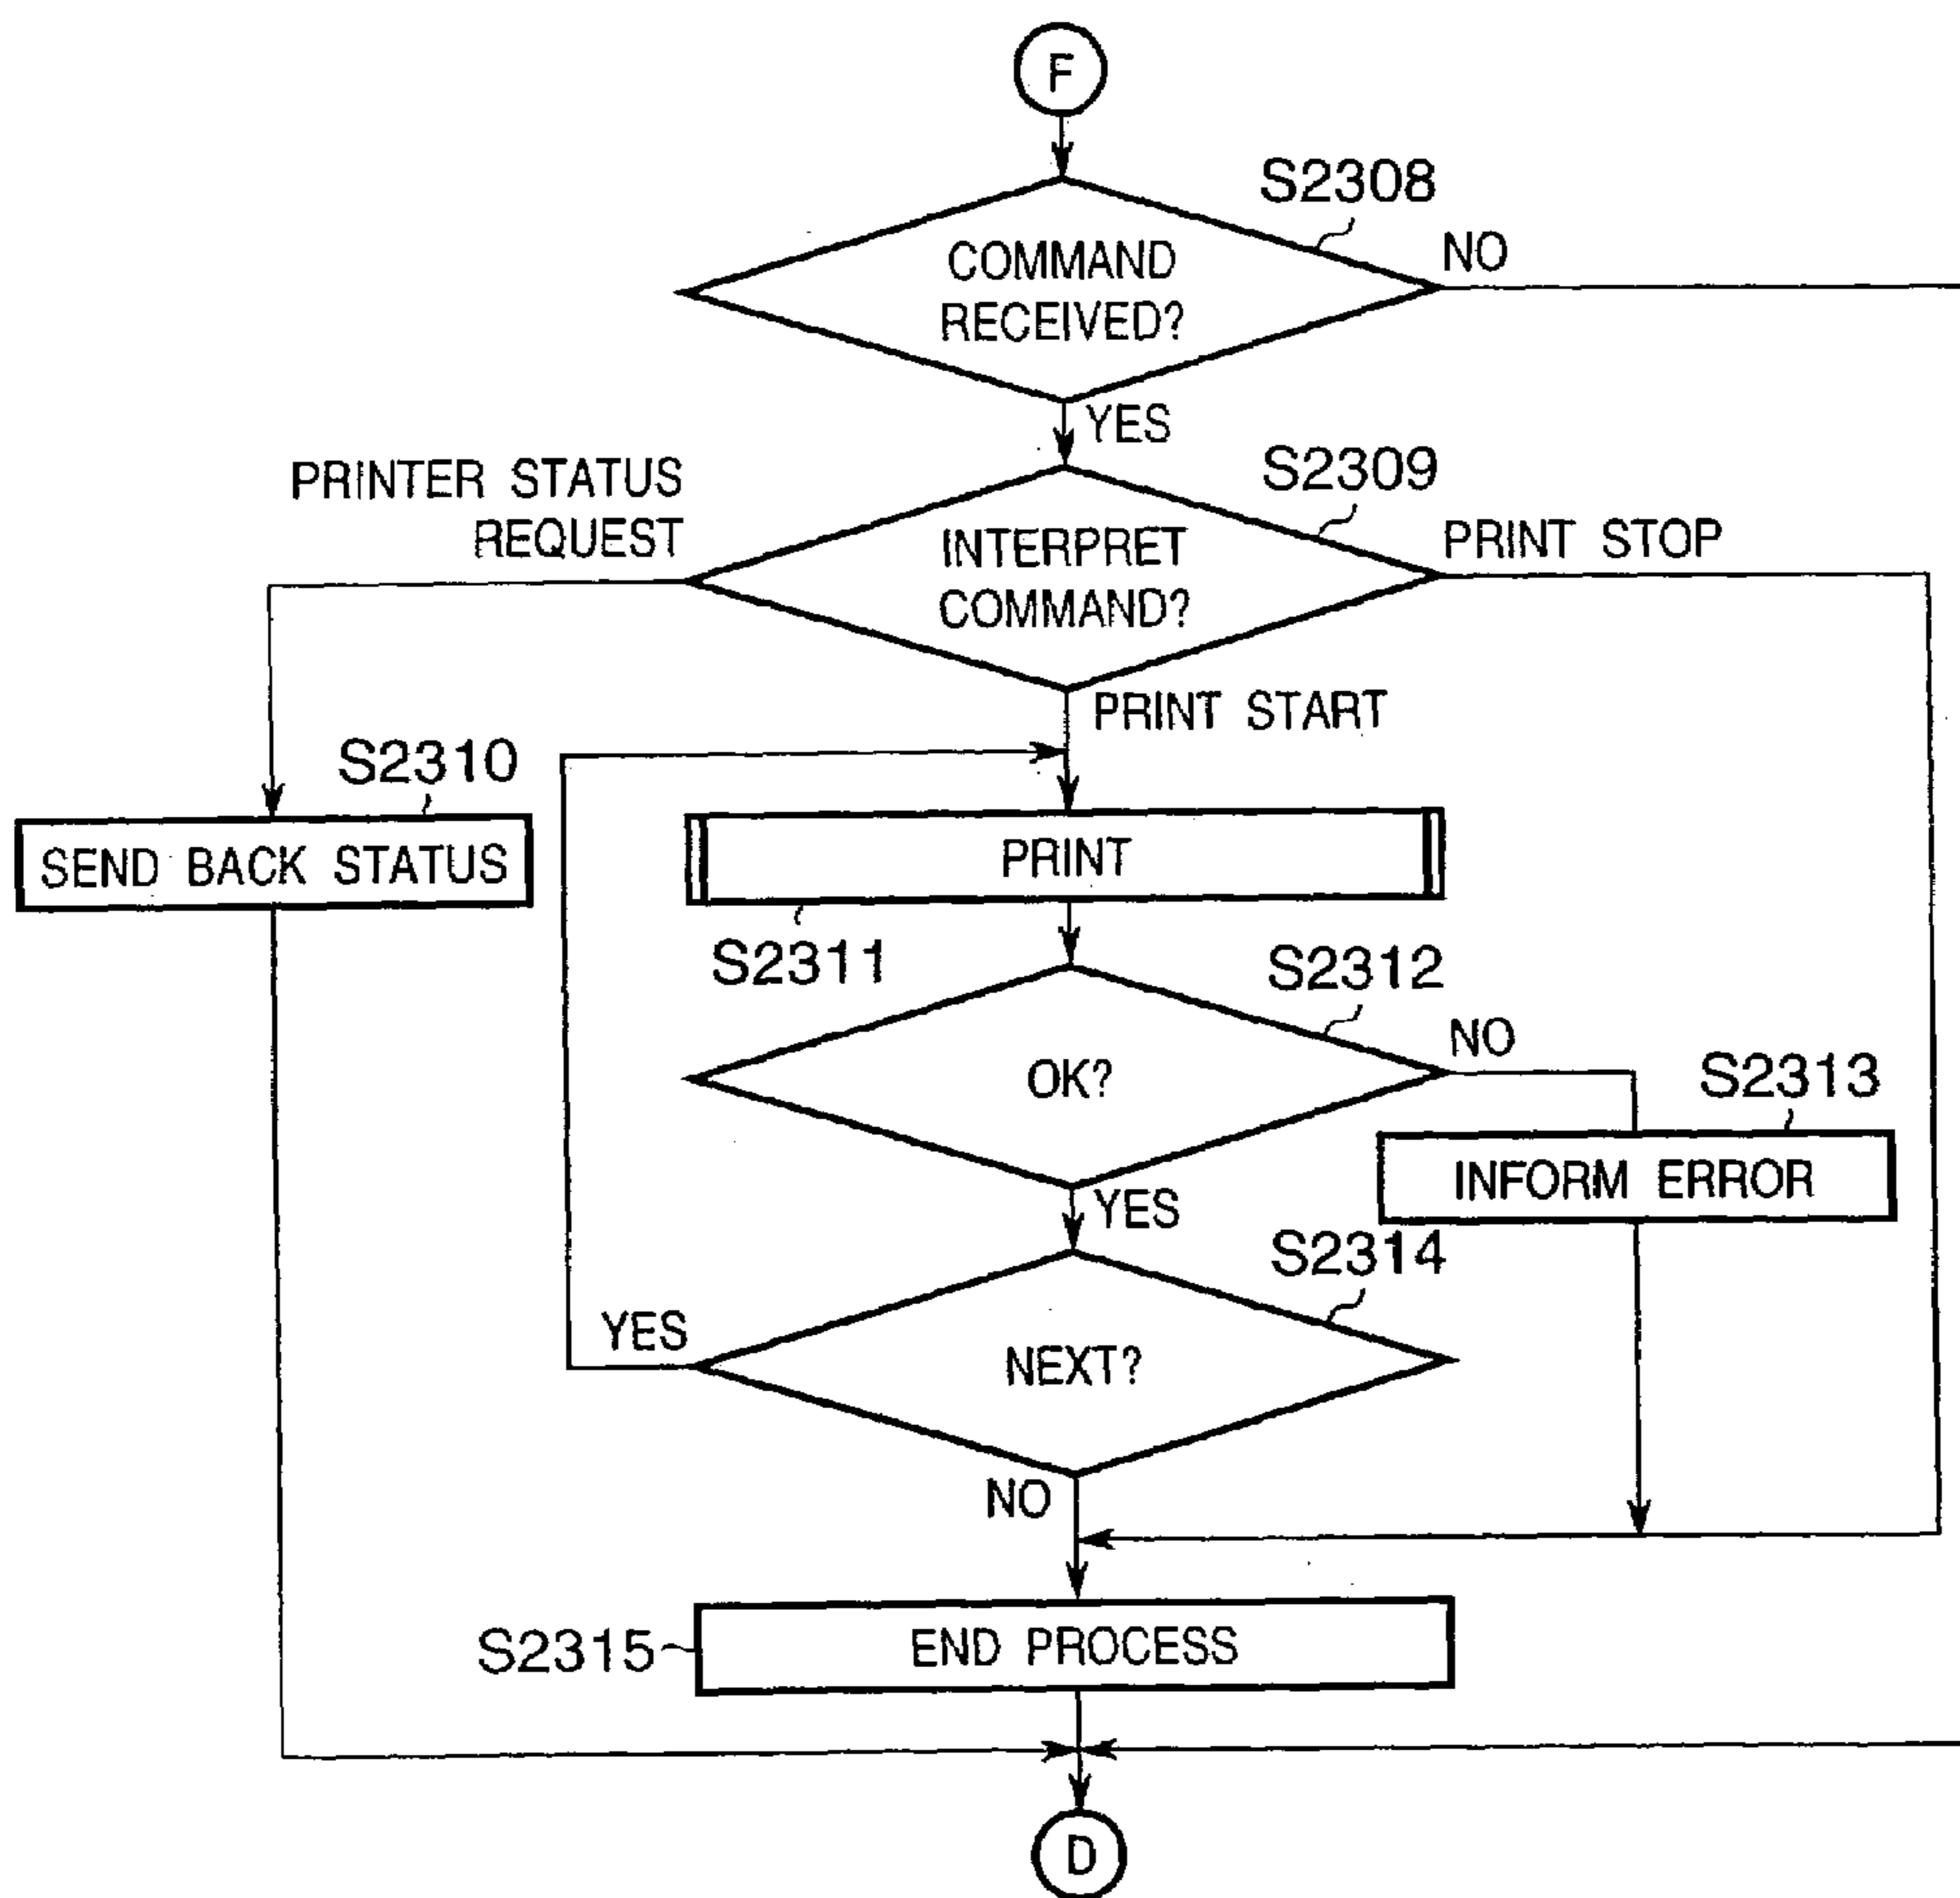 F
S2308
COMMAND
RECEIVED?
NO
YES
PRINTER STATUS
REQUEST
S2309
INTERPRET
COMMAND?
PRINT STOP
PRINT START
S2310
SEND BACK STATUS
PRINT
S2311
S2312
OK?
NO
S2313
INFORM ERROR
YES
S2314
YES
NEXT?
NO
S2315
END PROCESS
D